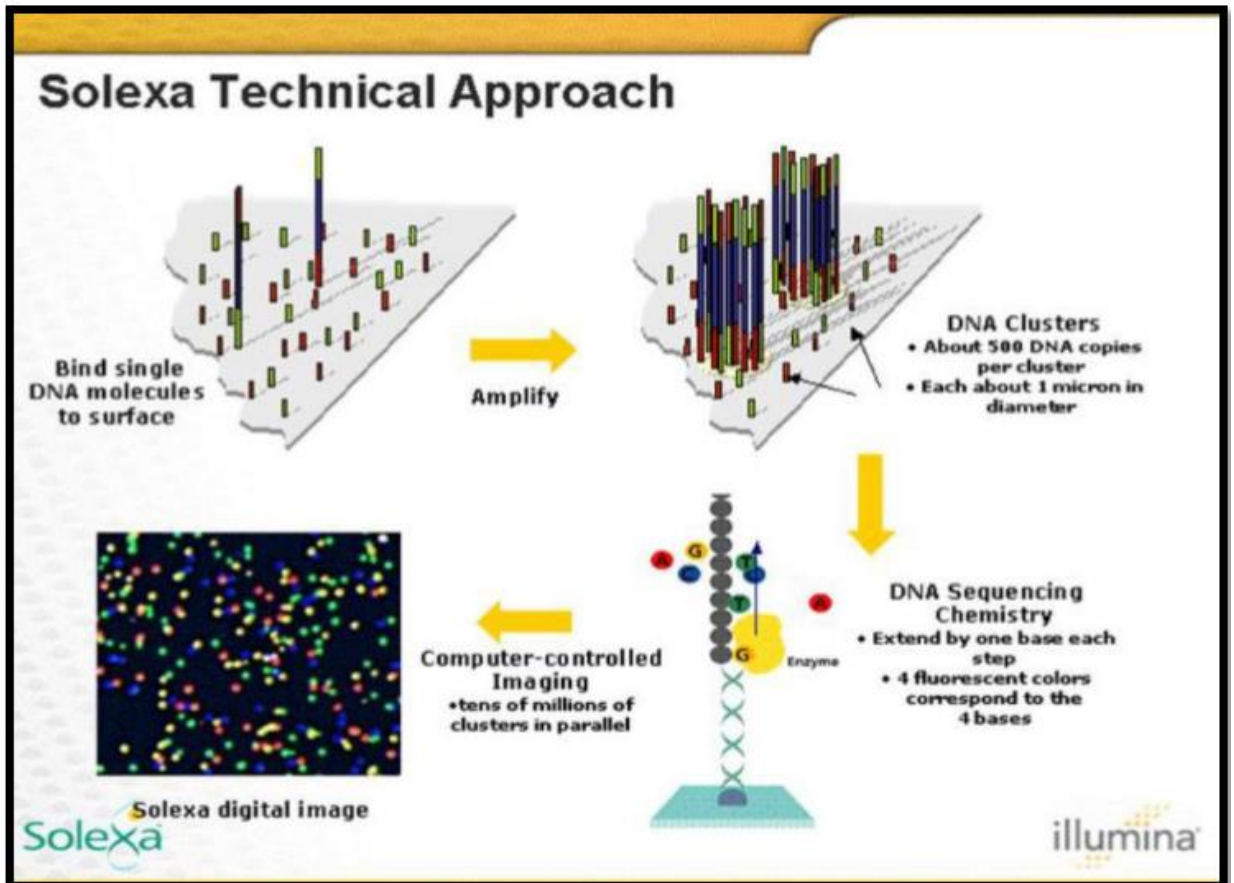 Solexa Technical Approach
Bind single
DNA molecules
to surface
Amplify
DNA Clusters
• About 500 DNA copies
per cluster
• Each about 1 micron in
diameter
DNA Sequencing
Chemistry
• Extend by one base each
step
• 4 fluorescent colors
correspond to the
4 bases
A
G
C
T
C
T
A
G
Enzyme
Computer-controlled
Imaging
•tens of millions of
clusters in parallel
Solexa digital image
Solexa
illumina